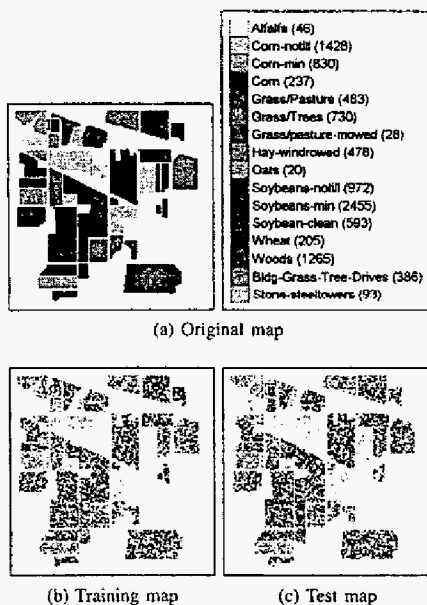 Alfalfa (46)
Corn-notill (1428)
Corn-min (830)
Corn (237)
Grass/Pasture (483)
Grass/Trees (730)
Grass/pasture-mowed (28)
Hay-windrowed (478)
Oats (20)
Soybeans-notill (972)
Soybeans-min (2455)
Soybean-clean (593)
Wheat (205)
Woods (1265)
Bldg-Grass-Tree-Drives (386)
Stone-steeltowers (93)
(a) Original map
(b) Training map
(c) Test map